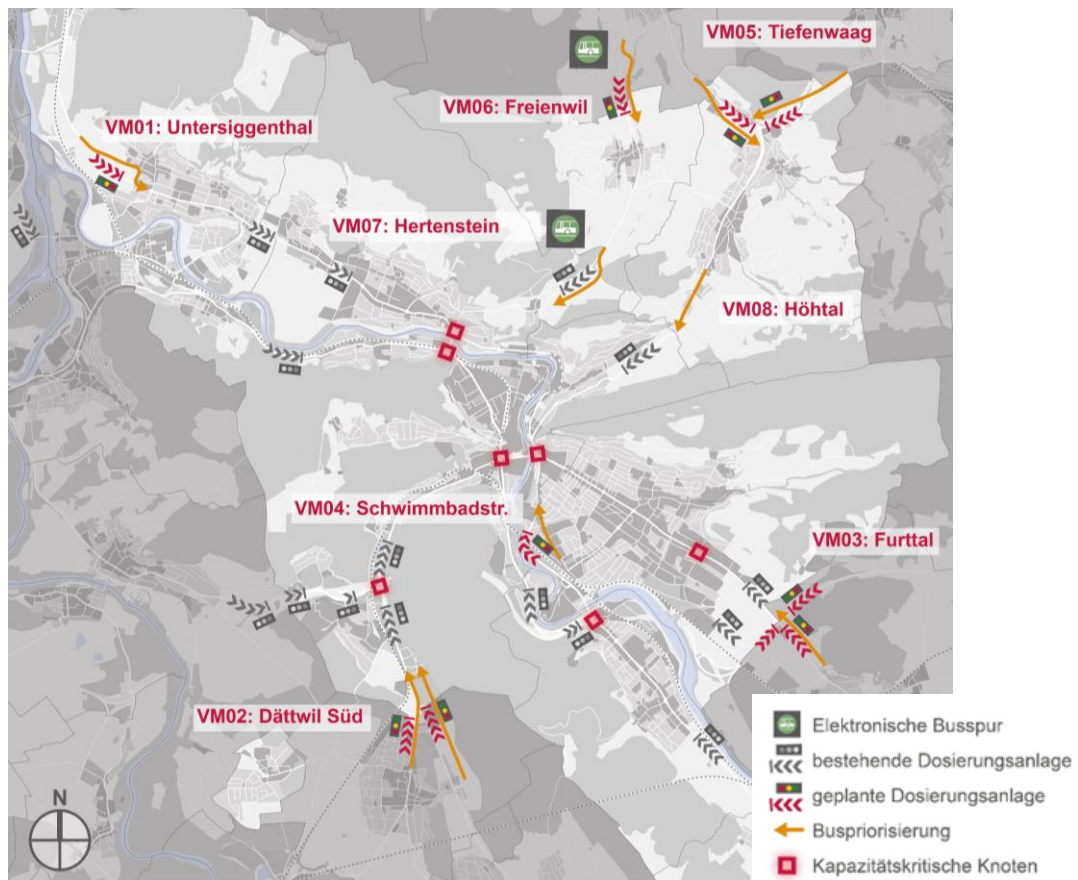 VM05: Tiefenwaag
VM06: Freienwil
VM01: Untersiggenthal
VM07: Hertenstein
VM08: Höhtal
VM04: Schwimmbadstr.
VM03: Furttal
VM02: Dättwil Süd
N
Elektronische Busspur
bestehende Dosierungsanlage
geplante Dosierungsanlage
Buspriorisierung
Kapazitätskritische Knoten